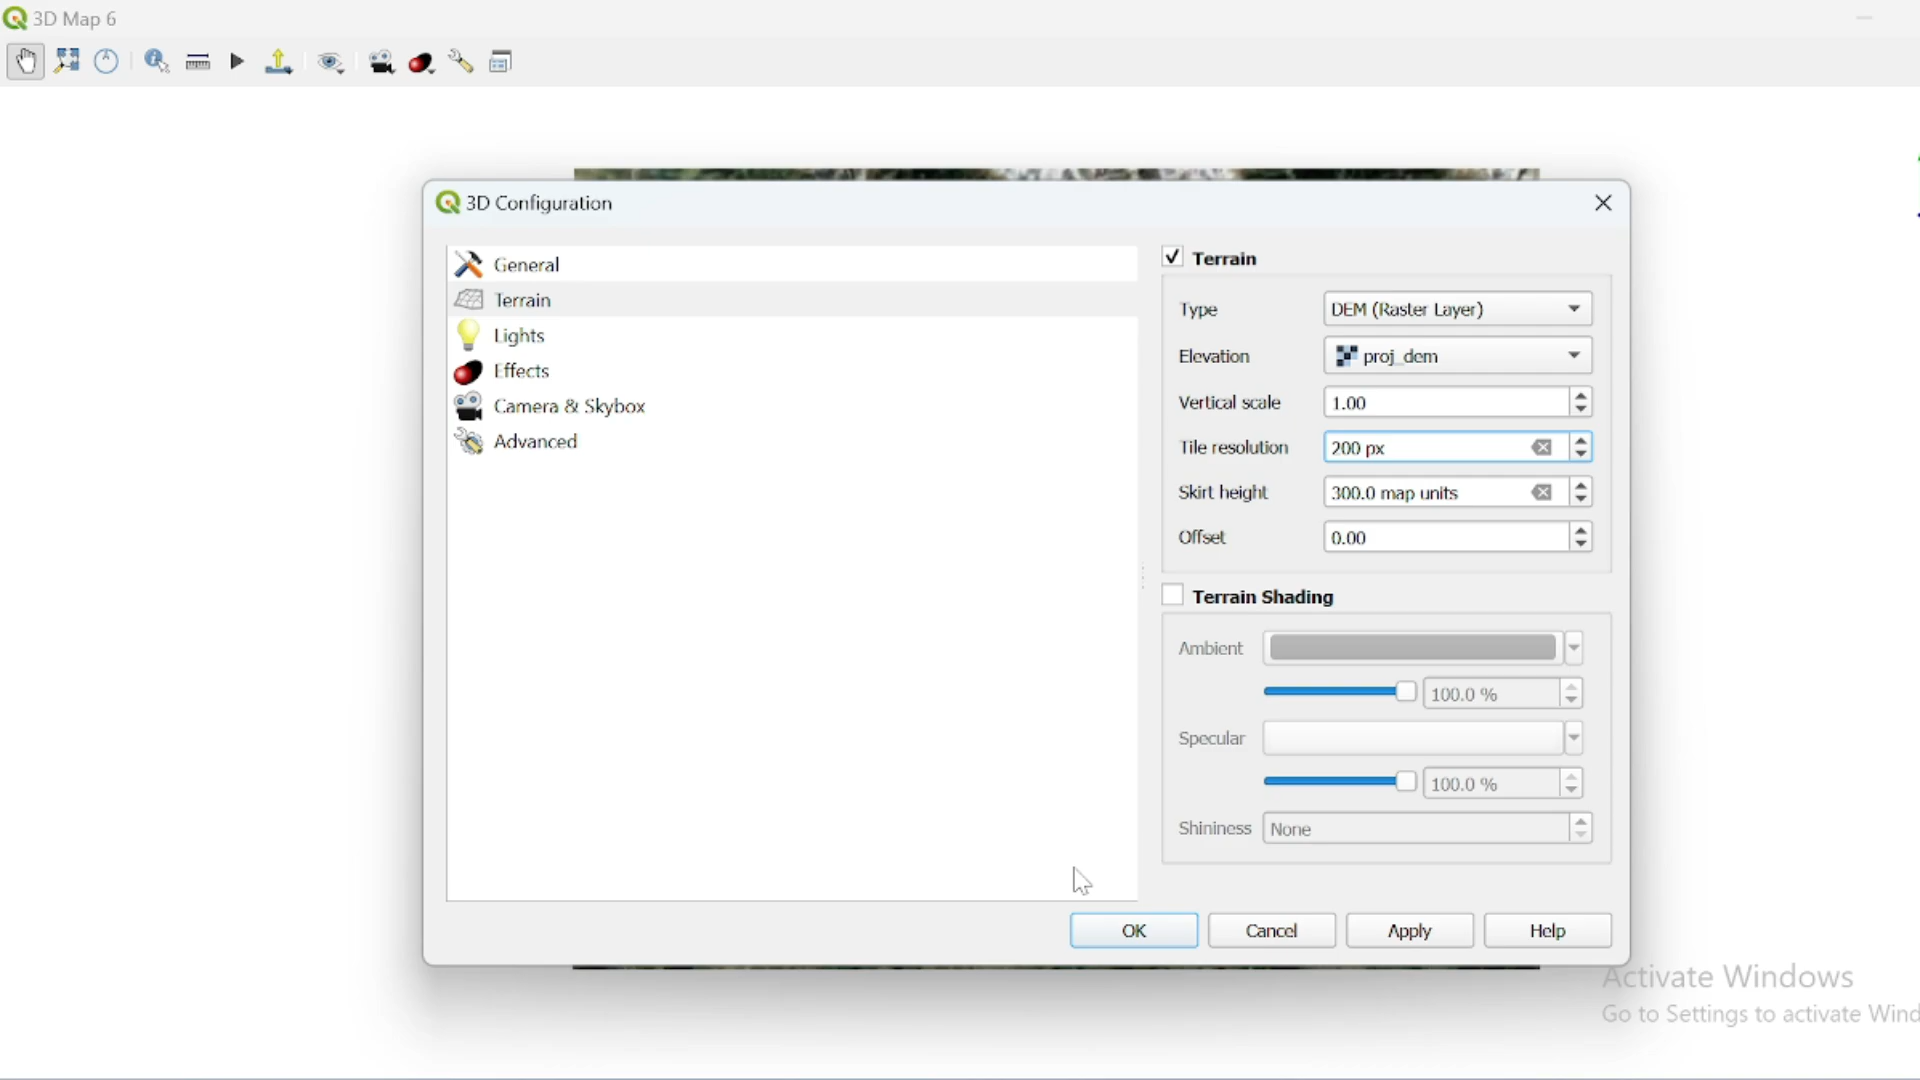 3D Map 6
3D Configuration
General
Terrain
Lights
Effects
Camera & Skybox
Advanced
Terrain
Type DEM (Raster Layer)
Elevation proj_dem
Vertical scale 1.00
Tile resolution 200 px
Skirt height 300.0 map units
Offset 0.00
Terrain Shading
Ambient
100.0 %
Specular
100.0 %
Shininess None
OK Cancel Apply Help
Activate Windows
Go to Settings to activate Wind